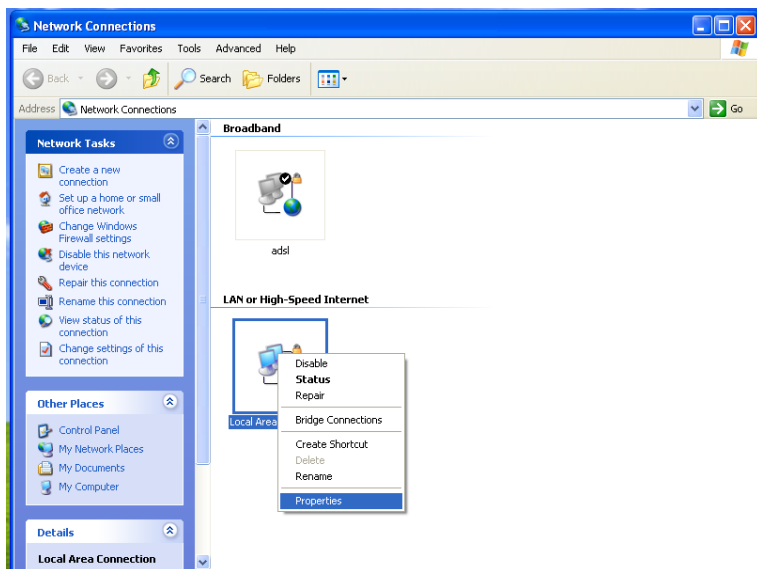 Network Connections
File Edit View Favorites Tools Advanced Help
Back Search Folders
Address Network Connections Go
Network Tasks
Create a new
connection
Set up a home or small
office network
Change Windows
Firewall settings
Disable this network
device
Repair this connection
Rename this connection
View status of this
connection
Change settings of this
connection
Other Places
Control Panel
My Network Places
My Documents
My Computer
Details
Local Area Connection
Broadband
adsl
LAN or High-Speed Internet
Local Area
Disable
Status
Repair
Bridge Connections
Create Shortcut
Delete
Rename
Properties